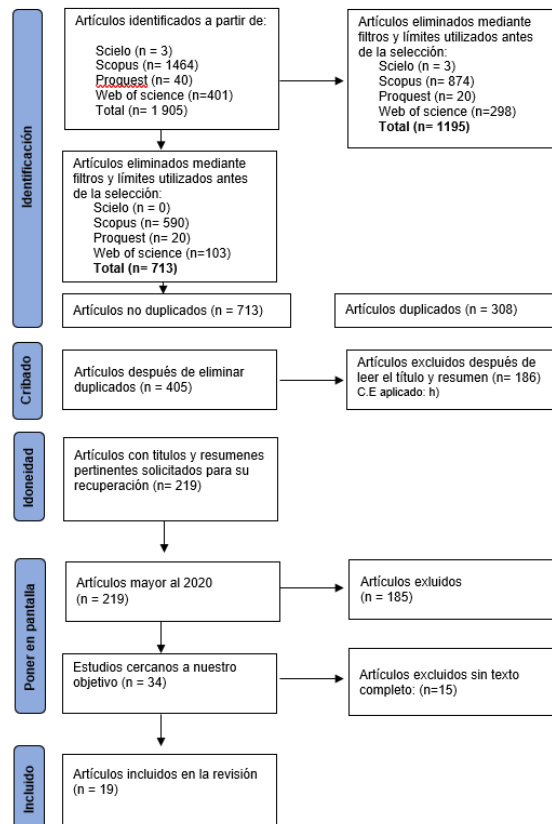 Identificación
Artículos identificados a partir de:
Scielo (n = 3)
Scopus (n= 1464)
Proquest (n= 40)
Web of science (n=401)
Total (n= 1 905)
Artículos eliminados mediante
filtros y límites utilizados antes
de la selección:
Scielo (n = 3)
Scopus (n= 874)
Proquest (n= 20)
Web of science (n=298)
Total (n= 1195)
Artículos eliminados mediante
filtros y límites utilizados antes
de la selección:
Scielo (n = 0)
Scopus (n= 590)
Proquest (n= 20)
Web of science (n=103)
Total (n= 713)
Artículos no duplicados (n = 713)
Artículos duplicados (n = 308)
Cribado
Artículos después de eliminar
duplicados (n = 405)
Artículos excluidos después de
leer el título y resumen (n= 186)
C.E aplicado: h)
Idoneidad
Artículos con titulos y resumenes
pertinentes solicitados para su
recuperación (n= 219)
Poner en pantalla
Artículos mayor al 2020
(n = 219)
Artículos exluidos
(n = 185)
Estudios cercanos a nuestro
objetivo (n = 34)
Artículos excluidos sin texto
completo: (n=15)
Incluido
Artículos incluidos en la revisión
(n = 19)